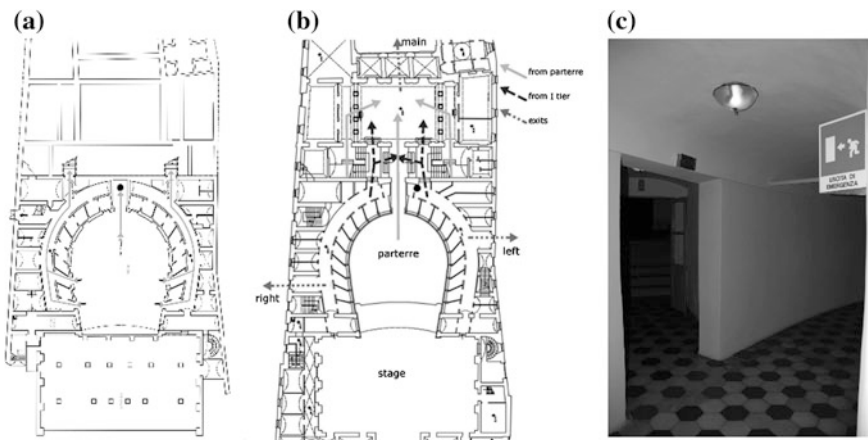 (a)
(b)
(c)
main
from parterre
from I tier
exits
parterre
left
right
stage
USCITA DI
EMERGENZA